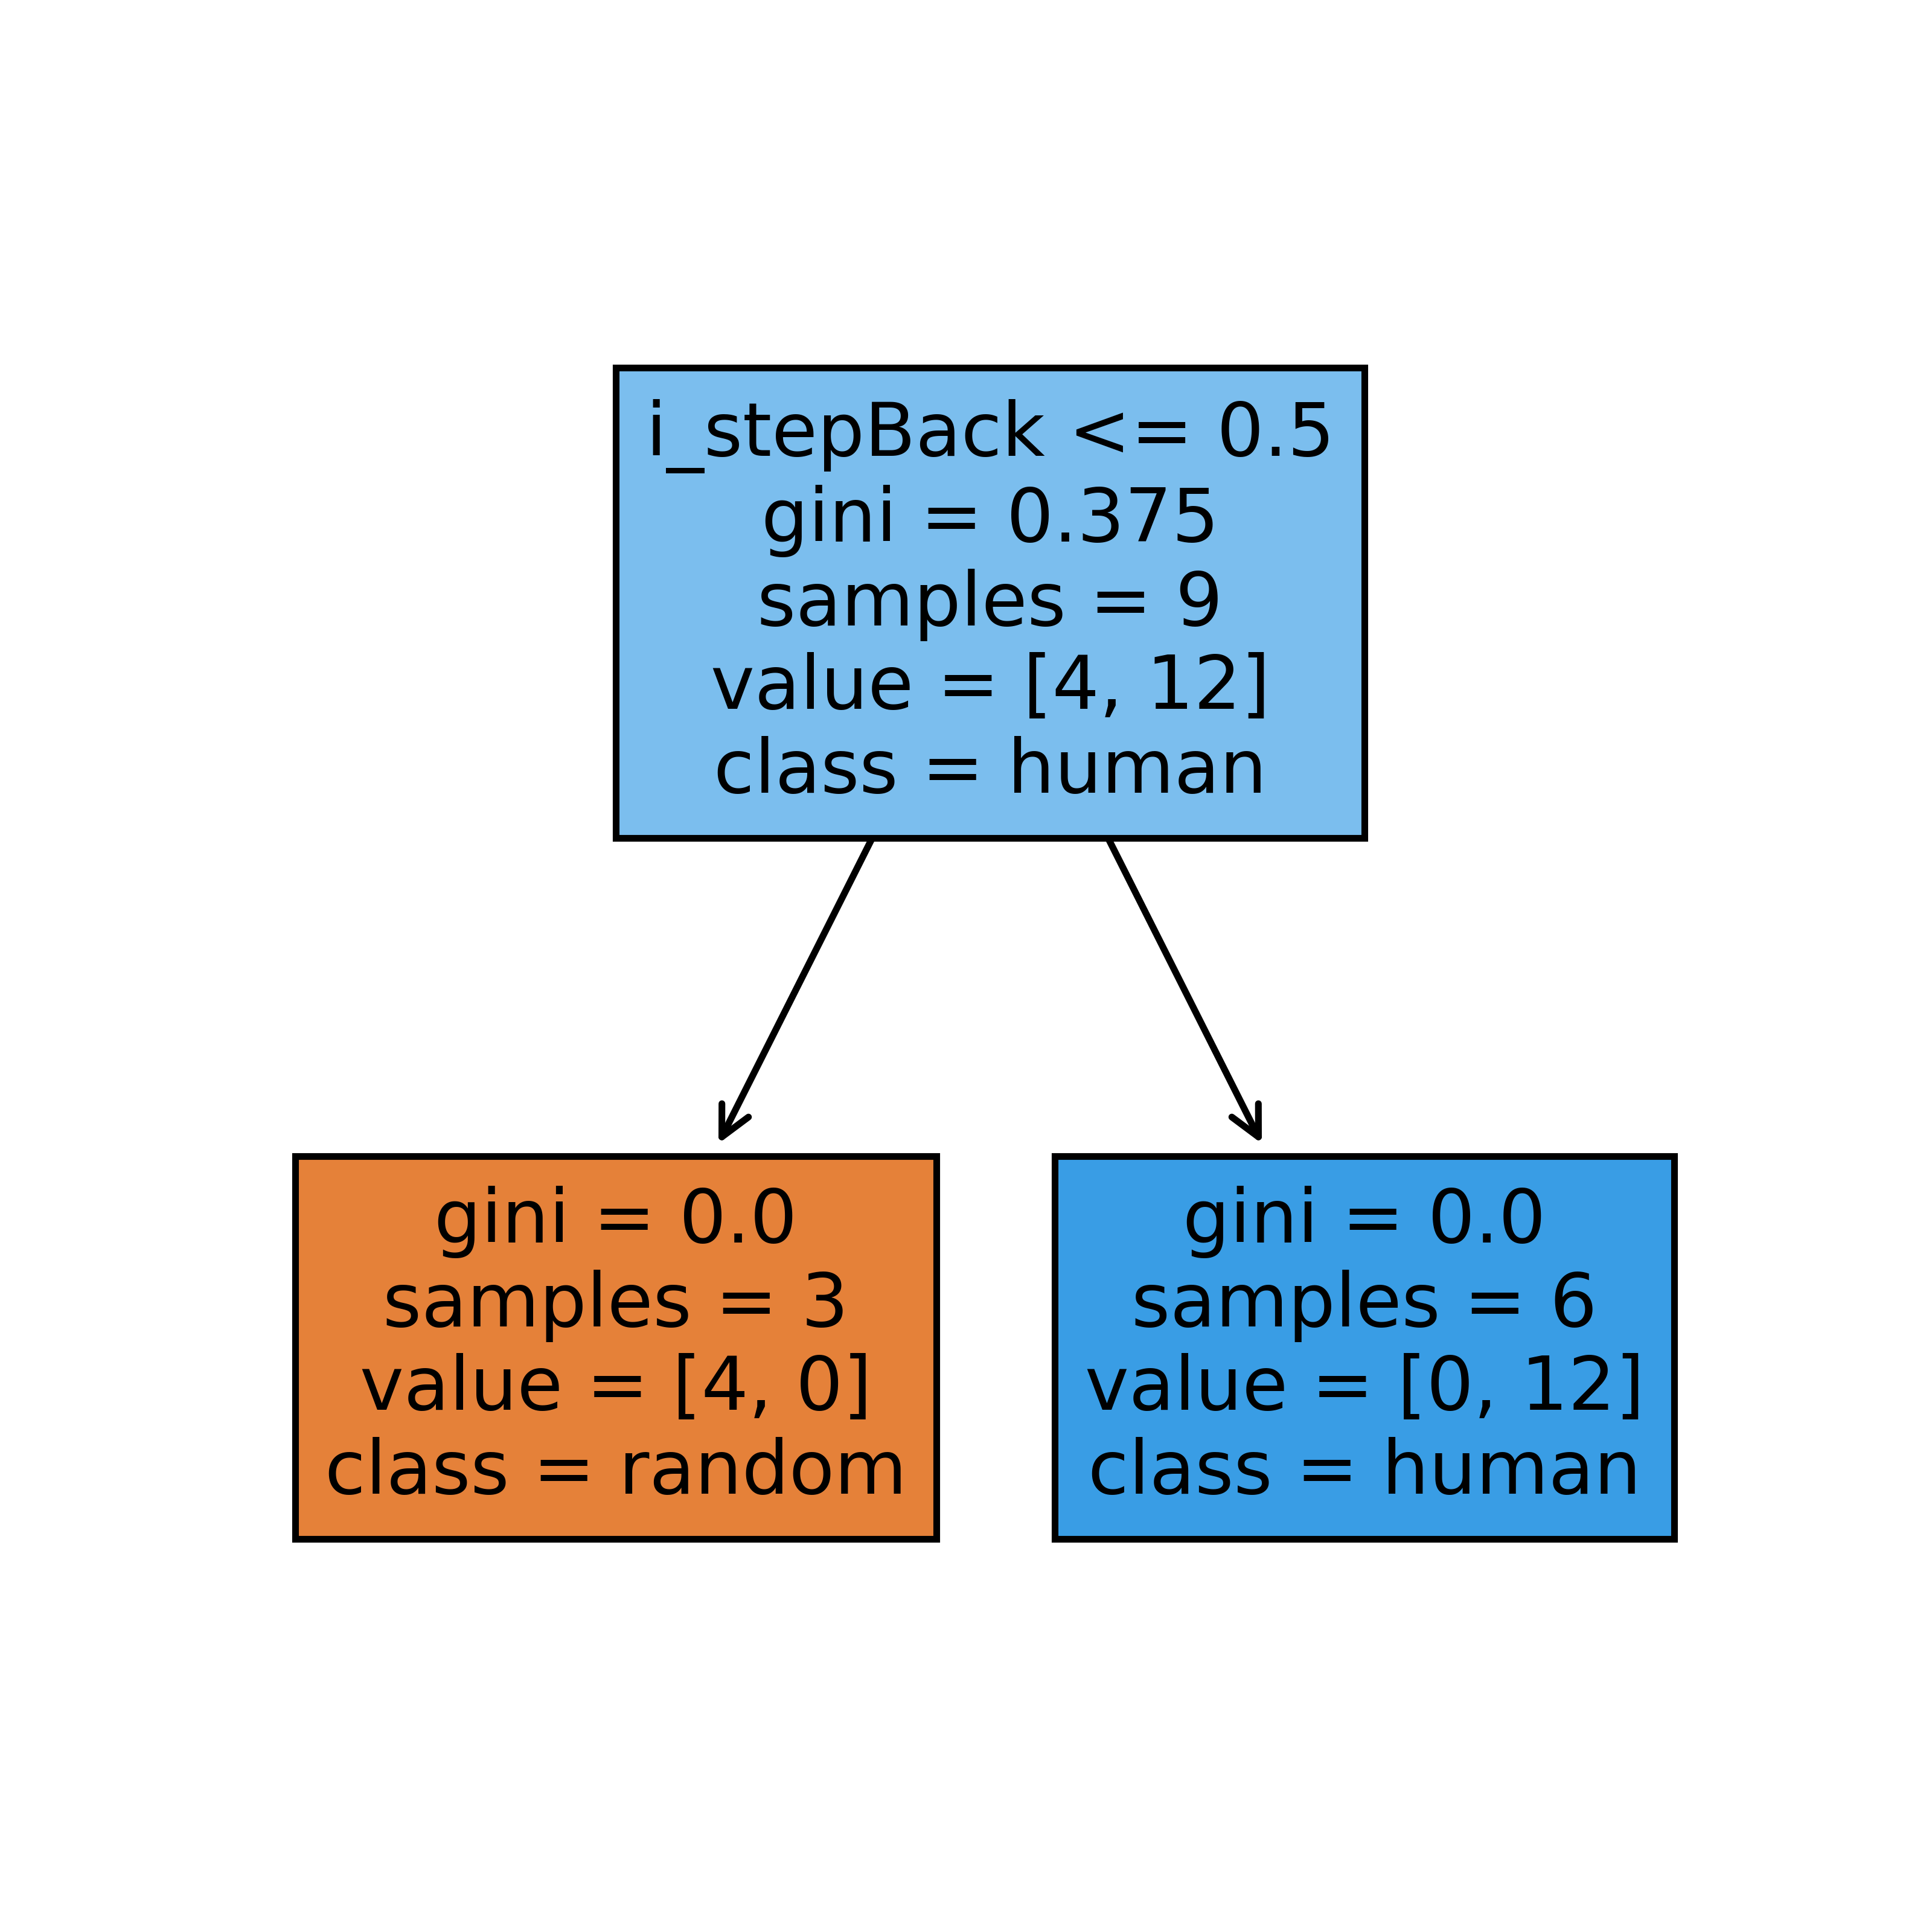 i_stepBack <= 0.5
gini = 0.375
samples = 9
value = [4, 12]
class = human
gini = 0.0
samples = 3
value = [4, 0]
class = random
gini = 0.0
samples = 6
value = [0, 12]
class = human